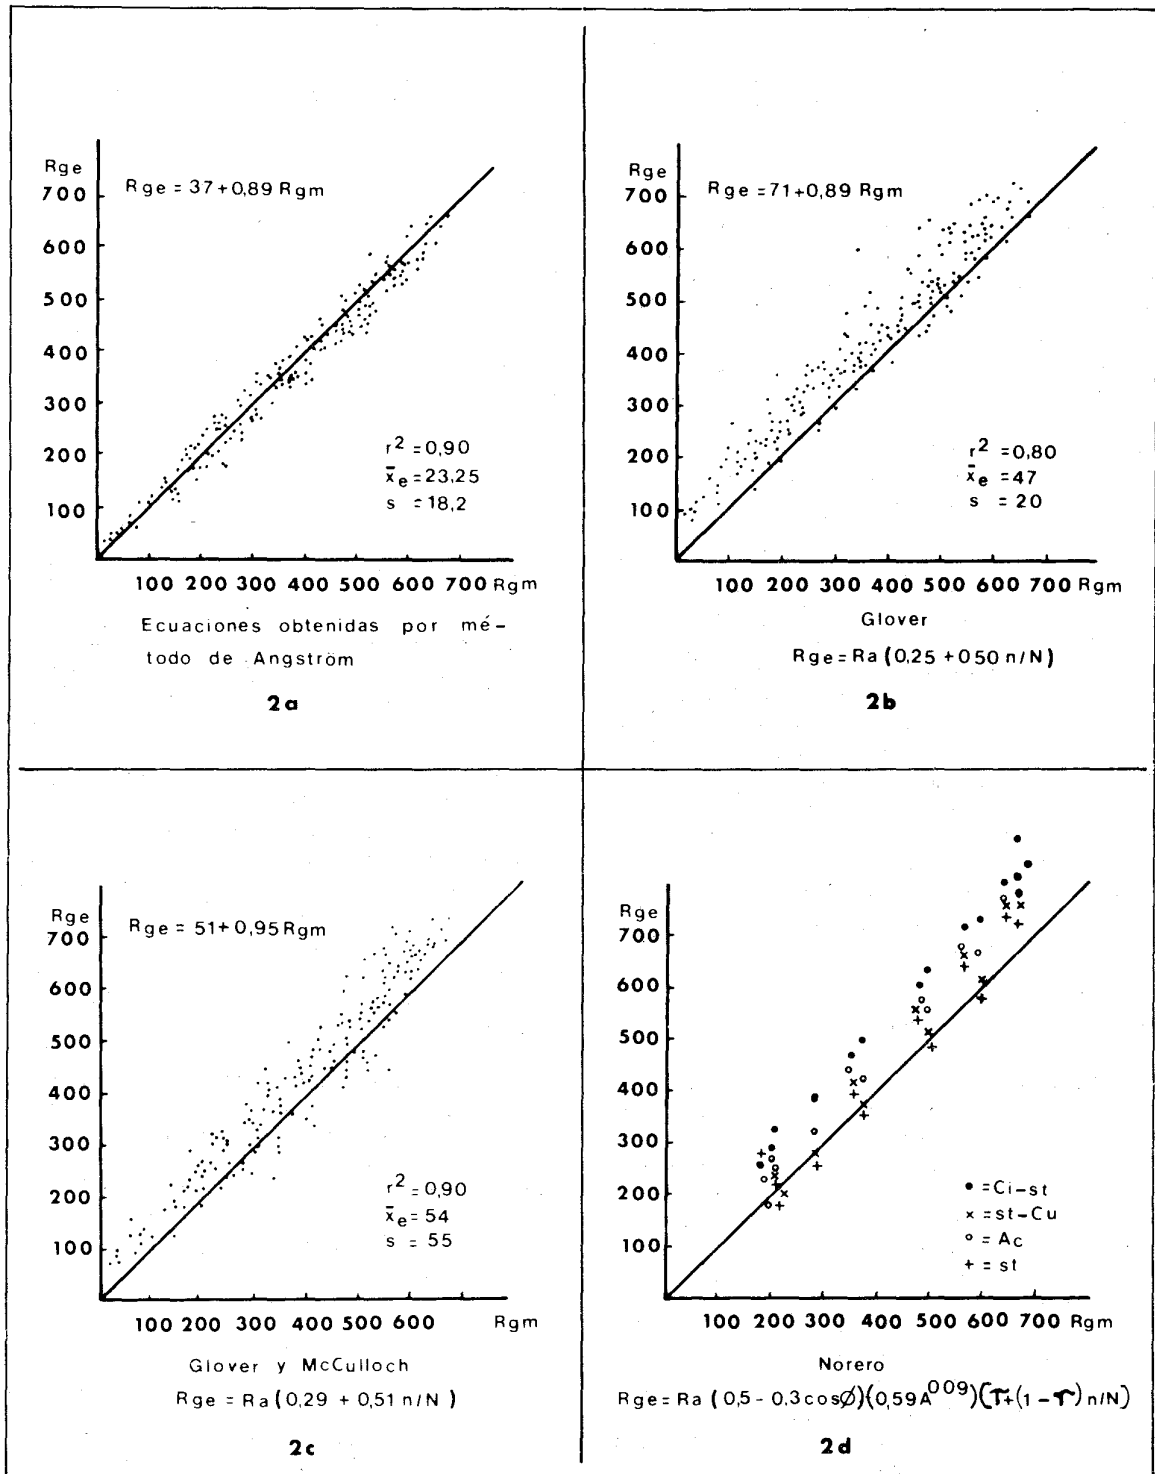 Rge
Rge = 37+0,89 Rgm
700
600
500
400
300
200
100
r² =0,90
x̄e =23,25
s =18,2
100 200 300 400 500 600 700 Rgm
Ecuaciones obtenidas por mé-
todo de Angström
2a
Rge
Rge =71+0,89 Rgm
700
600
500
400
300
200
100
r² =0,80
x̄e =47
s = 20
100 200 300 400 500 600 700 Rgm
Glover
Rge=Ra(0,25 +050 n/N)
2b
Rge
Rge = 51+0,95 Rgm
700
600
500
400
300
200
100
r² =0,90
x̄e = 54
s = 55
100 200 300 400 500 600 Rgm
Glover y McCulloch
Rge = Ra(0,29 + 0,51 n/N)
2c
Rge
700
600
500
400
300
200
100
● =Ci-st
x =st-Cu
o = Ac
+ = st
100 200 300 400 500 600 700 Rgm
Norero
Rge=Ra(0,5-0,3cosØ)(0,59A⁰⁰⁹)(T+(1-T)n/N)
2d